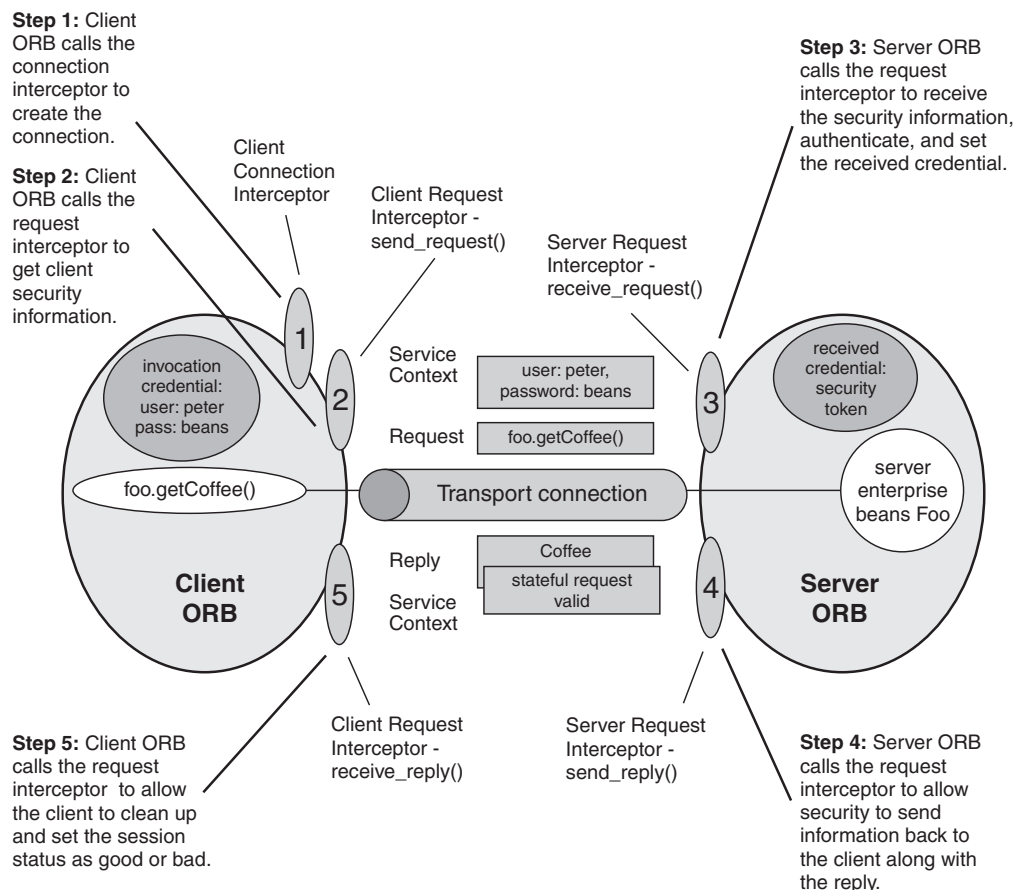 Step 1: Client
ORB calls the
connection
interceptor to
create the
connection.
Step 2: Client
ORB calls the
request
interceptor to
get client
security
information.
Client
Connection
Interceptor
Client Request
Interceptor -
send_request()
Server Request
Interceptor -
receive_request()
Step 3: Server ORB
calls the request
interceptor to receive
the security information,
authenticate, and set
the received credential.
1
2
3
invocation
credential:
user: peter
pass: beans
Service
Context
user: peter,
password: beans
received
credential:
security
token
Request
foo.getCoffee()
foo.getCoffee()
Transport connection
server
enterprise
beans Foo
Client
ORB
5
Reply
Coffee
Service
Context
stateful request
valid
4
Server
ORB
Step 5: Client ORB
calls the request
interceptor to allow
the client to clean up
and set the session
status as good or bad.
Client Request
Interceptor -
receive_reply()
Server Request
Interceptor -
send_reply()
Step 4: Server ORB
calls the request
interceptor to allow
security to send
information back to
the client along with
the reply.